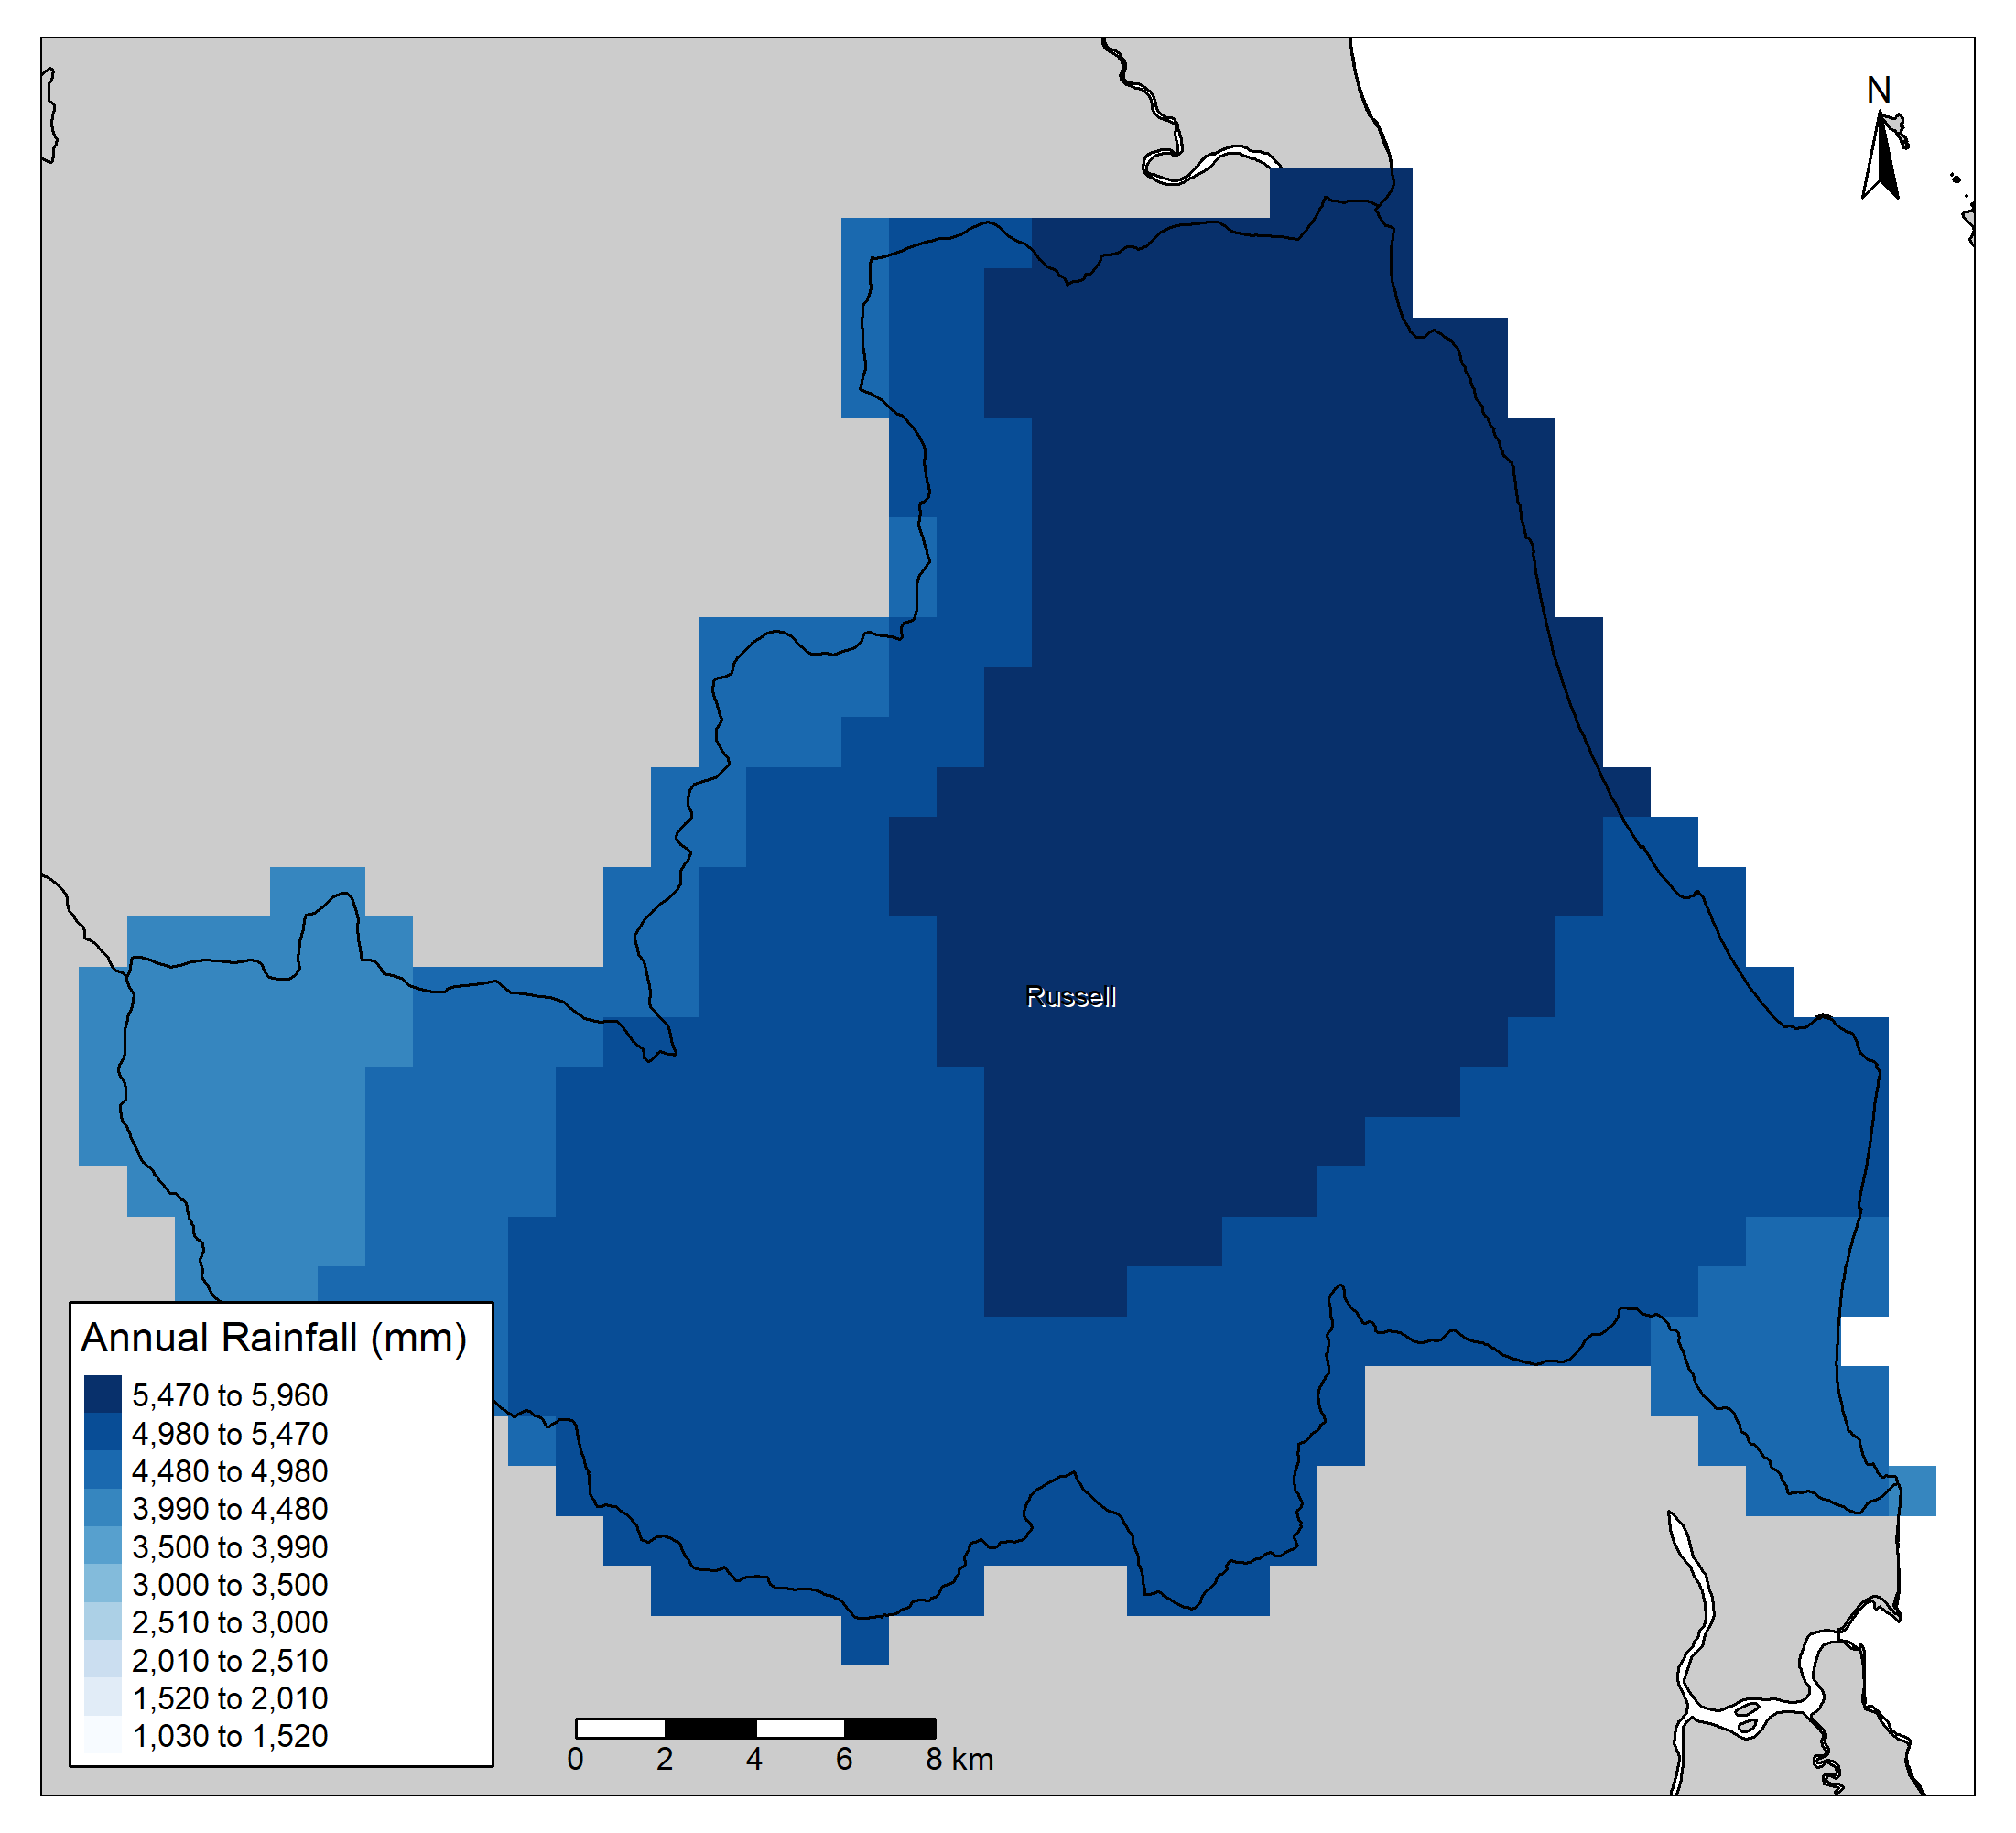 N
Russell
Annual Rainfall (mm)
5,470 to 5,960
4,980 to 5,470
4,480 to 4,980
3,990 to 4,480
3,500 to 3,990
3,000 to 3,500
2,510 to 3,000
2,010 to 2,510
1,520 to 2,010
1,030 to 1,520
0 2 4 6 8 km